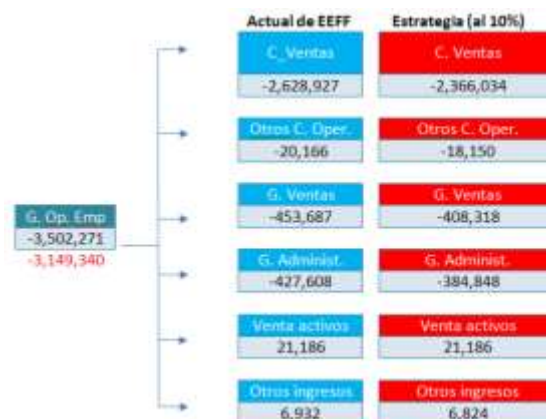 Actual de EEFF Estrategia (al 10%)
C_Ventas C. Ventas
-2,628,927 -2,366,034
Otros C. Oper. Otros C. Oper.
-20,166 -18,150
G. Ventas G. Ventas
-453,687 -408,318
G. Op. Emp
-3,502,271
-3,149,340
G. Administ. G. Administ.
-427,608 -384,848
Venta activos Venta activos
21,186 21,186
Otros ingresos Otros ingresos
6,932 6,824